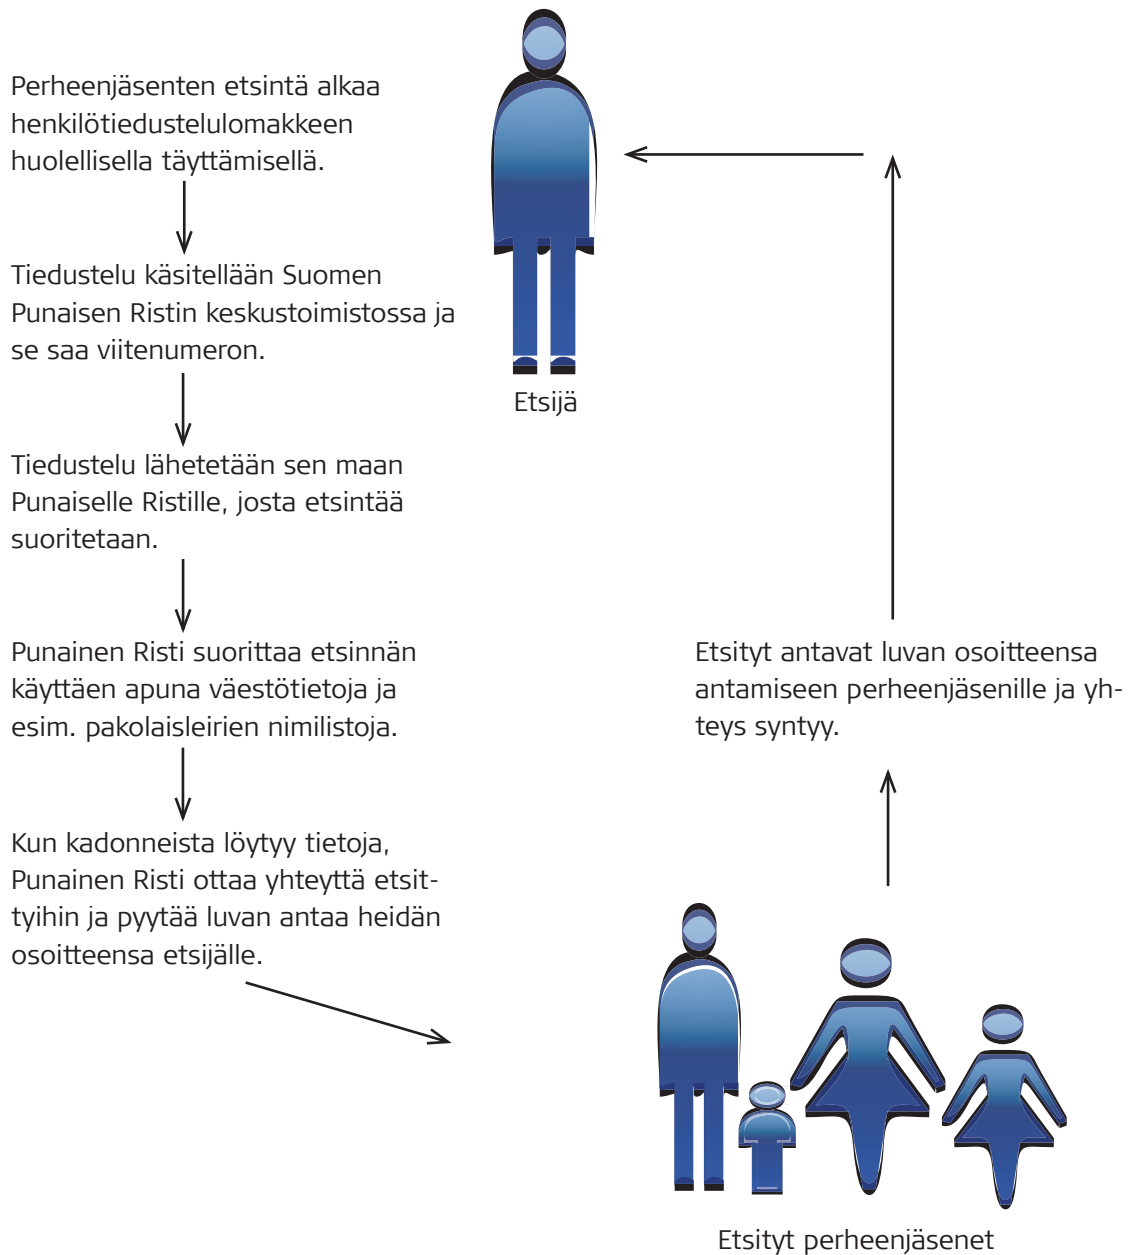 Perheenjäsenten etsintä alkaa
henkilötiedustelulomakkeen
huolellisella täyttämisellä.
Tiedustelu käsitellään Suomen
Punaisen Ristin keskustoimistossa ja
se saa viitenumeron.
Etsijä
Tiedustelu lähetetään sen maan
Punaiselle Ristille, josta etsintää
suoritetaan.
Punainen Risti suorittaa etsinnän
käyttäen apuna väestötietoja ja
esim. pakolaisleirien nimilistoja.
Kun kadonneista löytyy tietoja,
Punainen Risti ottaa yhteyttä etsit-
tyihin ja pyytää luvan antaa heidän
osoitteensa etsijälle.
Etsityt antavat luvan osoitteensa
antamiseen perheenjäsenille ja yh-
teys syntyy.
Etsityt perheenjäsenet